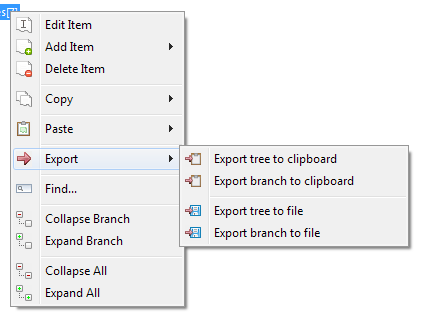 Edit Item
Add Item
Delete Item
Copy
Paste
Export
Export tree to clipboard
Export branch to clipboard
Export tree to file
Export branch to file
Find...
Collapse Branch
Expand Branch
Collapse All
Expand All